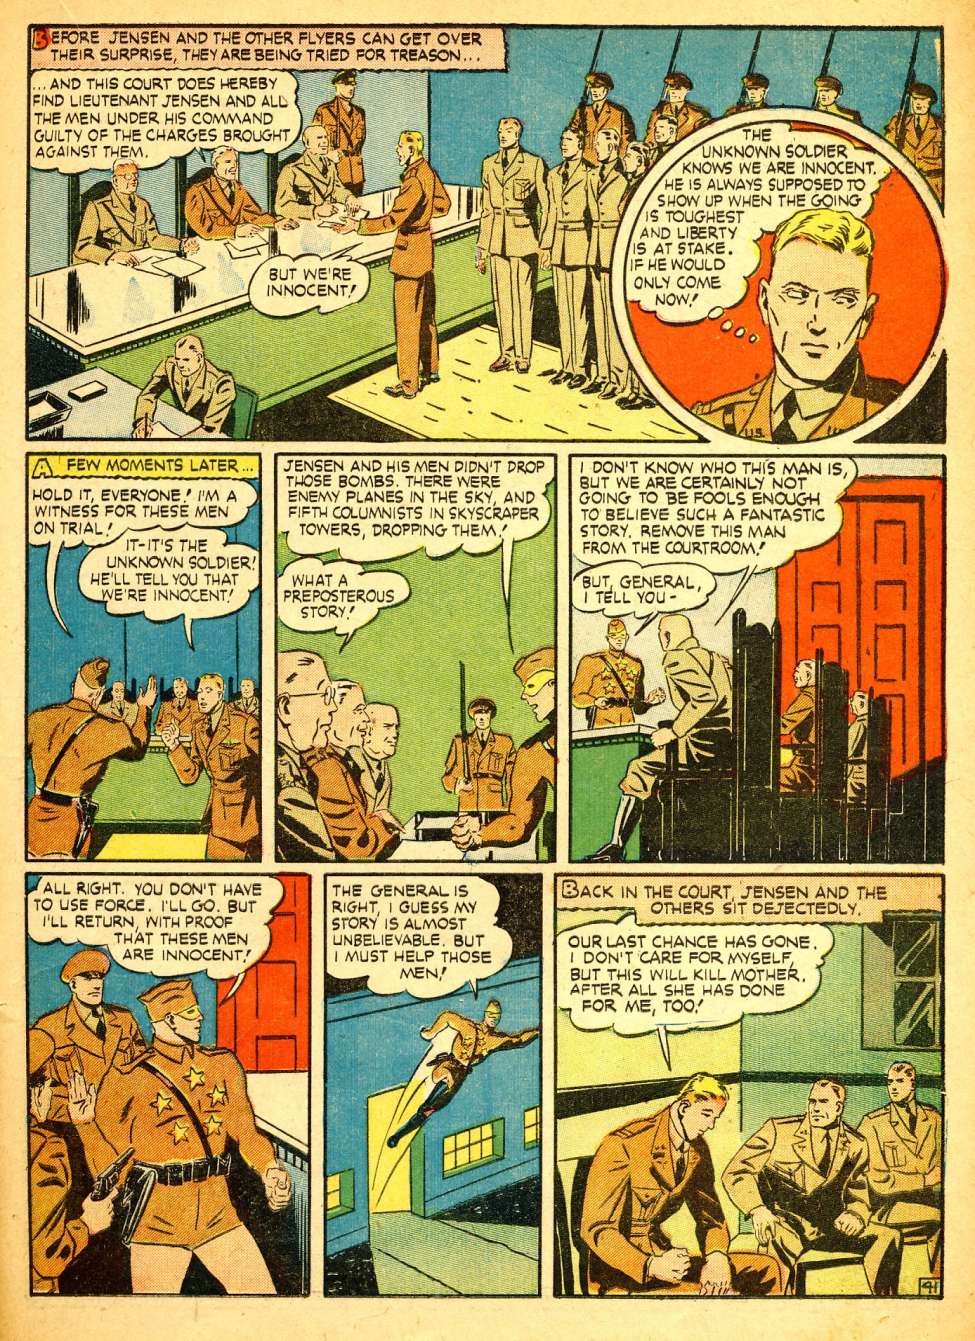 BEFORE JENSEN AND THE OTHER FLYERS CAN GET OVER
THEIR SURPRISE, THEY ARE BEING TRIED FOR TREASON...
...AND THIS COURT DOES HEREBY
FIND LIEUTENANT JENSEN AND ALL
THE MEN UNDER HIS COMMAND
GUILTY OF THE CHARGES BROUGHT
AGAINST THEM.
BUT WE'RE
INNOCENT!
THE
UNKNOWN SOLDIER
KNOWS WE ARE INNOCENT.
HE IS ALWAYS SUPPOSED TO
SHOW UP WHEN THE GOING
IS TOUGHEST
AND LIBERTY
IS AT STAKE.
IF HE WOULD
ONLY COME
NOW!
U.S.
A FEW MOMENTS LATER...
HOLD IT, EVERYONE! I'M A
WITNESS FOR THESE MEN
ON TRIAL!
IT-IT'S THE
UNKNOWN SOLDIER!
HE'LL TELL YOU THAT
WE'RE INNOCENT!
JENSEN AND HIS MEN DIDN'T DROP
THOSE BOMBS. THERE WERE
ENEMY PLANES IN THE SKY, AND
FIFTH COLUMNISTS IN SKYSCRAPER
TOWERS, DROPPING THEM!
WHAT A
PREPOSTEROUS
STORY!
I DON'T KNOW WHO THIS MAN IS,
BUT WE ARE CERTAINLY NOT
GOING TO BE FOOLS ENOUGH
TO BELIEVE SUCH A FANTASTIC
STORY. REMOVE THIS MAN
FROM THE COURTROOM!
BUT, GENERAL,
I TELL YOU-
ALL RIGHT. YOU DON'T HAVE
TO USE FORCE. I'LL GO. BUT
I'LL RETURN, WITH PROOF
THAT THESE MEN
ARE INNOCENT!
THE GENERAL IS
RIGHT, I GUESS MY
STORY IS ALMOST
UNBELIEVABLE. BUT
I MUST HELP THOSE
MEN!
BACK IN THE COURT, JENSEN AND THE
OTHERS SIT DEJECTEDLY.
OUR LAST CHANCE HAS GONE.
I DON'T CARE FOR MYSELF,
BUT THIS WILL KILL MOTHER.
AFTER ALL SHE HAS DONE
FOR ME, TOO!
4